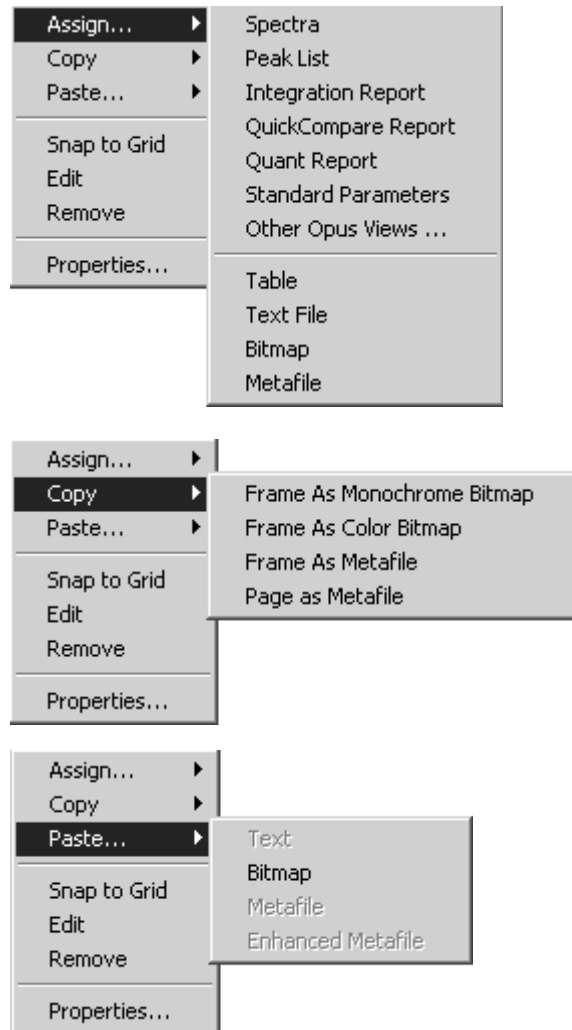 Assign...
Copy
Paste...
Snap to Grid
Edit
Remove
Properties...
Spectra
Peak List
Integration Report
QuickCompare Report
Quant Report
Standard Parameters
Other Opus Views ...
Table
Text File
Bitmap
Metafile
Assign...
Copy
Paste...
Snap to Grid
Edit
Remove
Properties...
Frame As Monochrome Bitmap
Frame As Color Bitmap
Frame As Metafile
Page as Metafile
Assign...
Copy
Paste...
Snap to Grid
Edit
Remove
Properties...
Text
Bitmap
Metafile
Enhanced Metafile